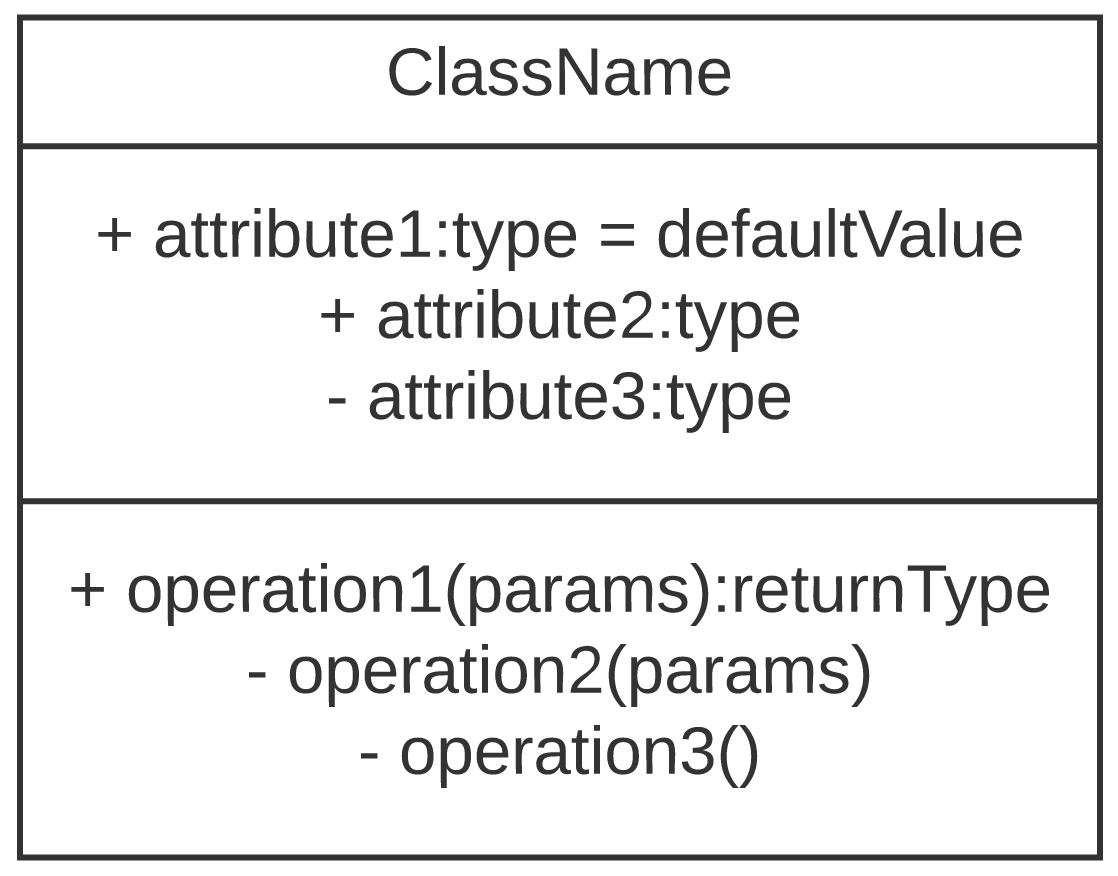 ClassName
+ attribute1:type = defaultValue
+ attribute2:type
- attribute3:type
+ operation1(params):returnType
- operation2(params)
- operation3()